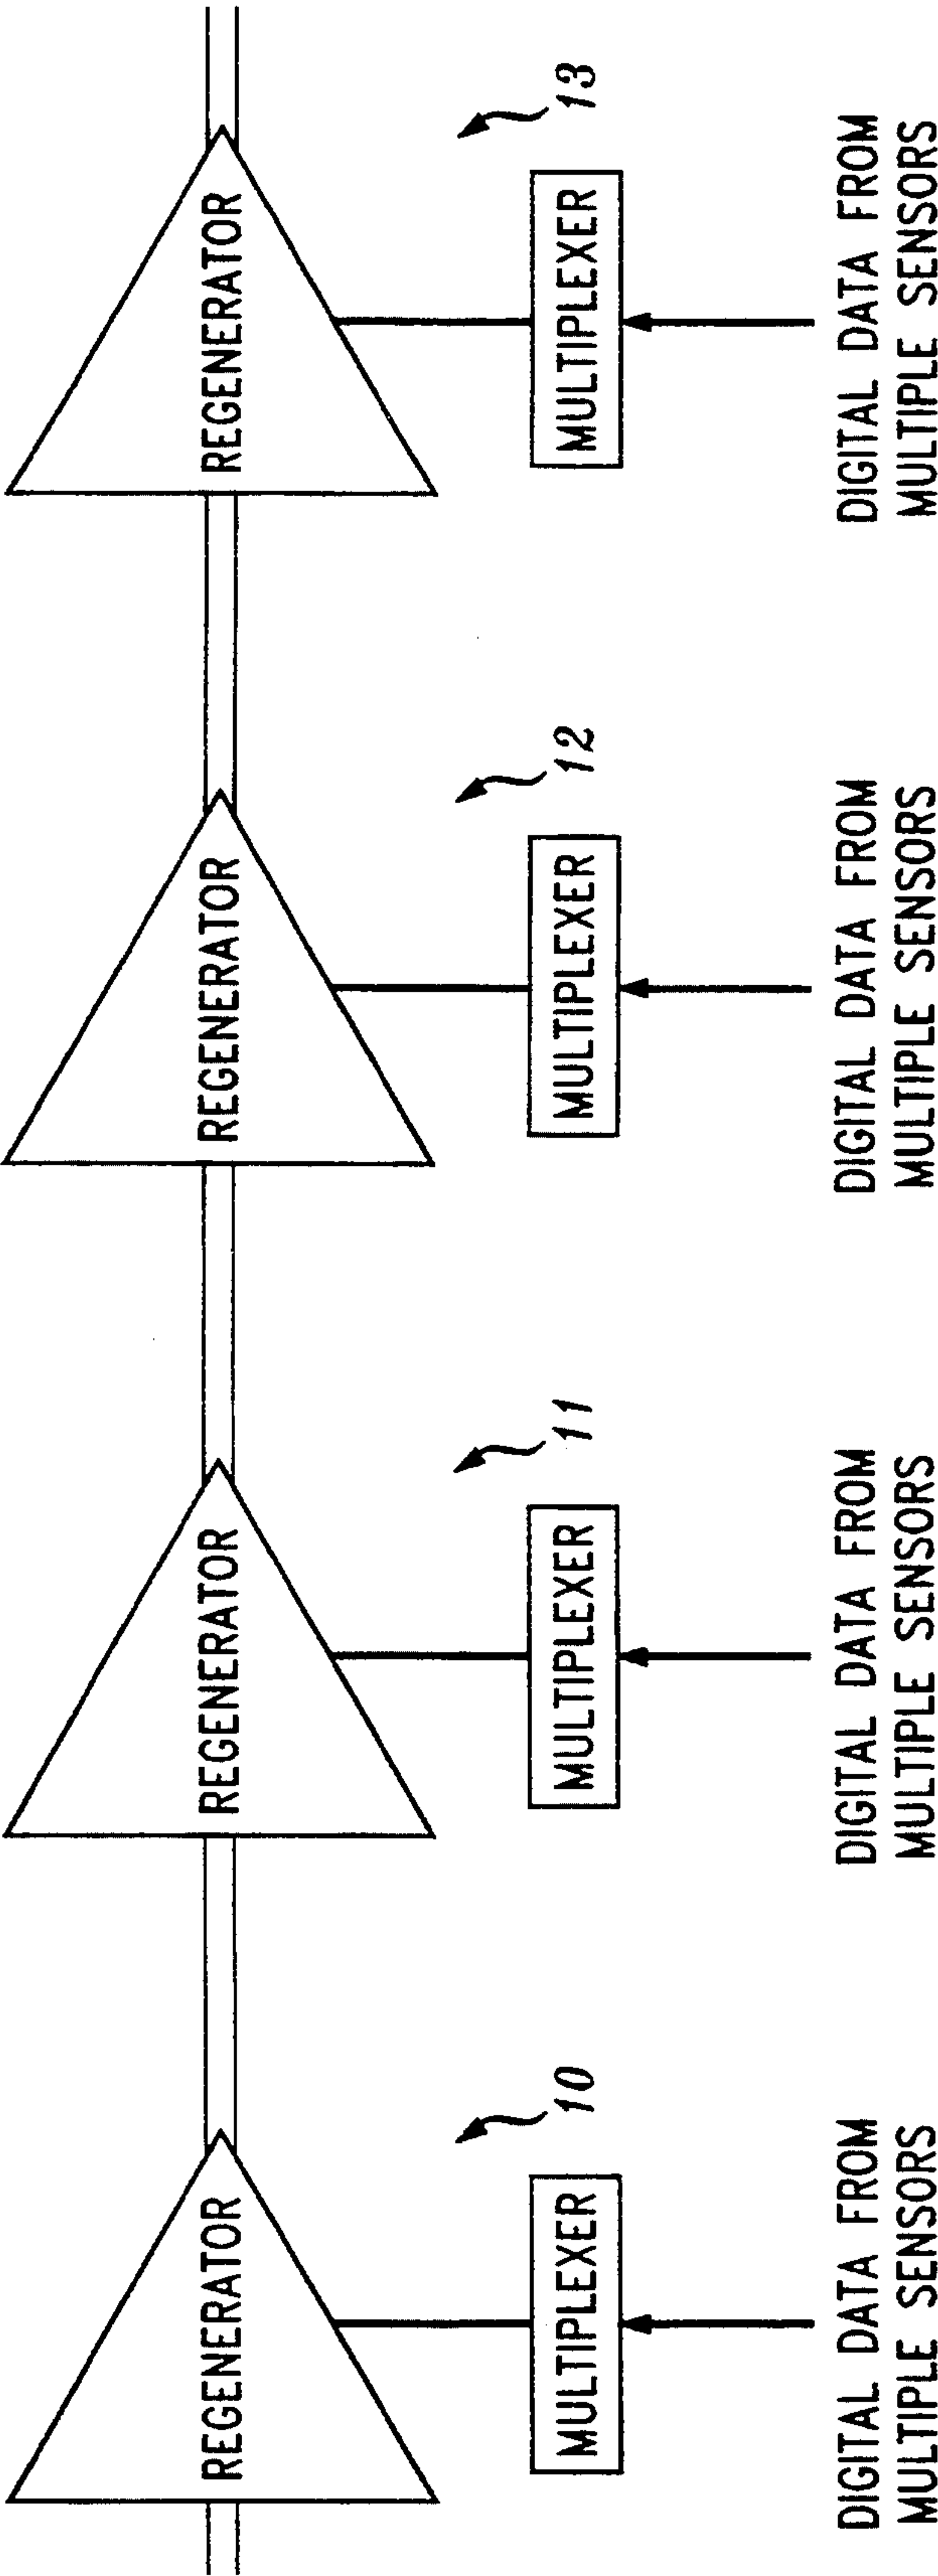 REGENERATOR
MULTIPLEXER
10
DIGITAL DATA FROM
MULTIPLE SENSORS
REGENERATOR
MULTIPLEXER
11
DIGITAL DATA FROM
MULTIPLE SENSORS
REGENERATOR
MULTIPLEXER
12
DIGITAL DATA FROM
MULTIPLE SENSORS
REGENERATOR
MULTIPLEXER
13
DIGITAL DATA FROM
MULTIPLE SENSORS